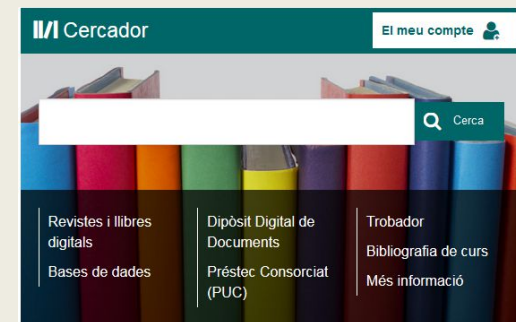 Cercador
El meu compte
Cerca
Revistes i llibres
digitals
Bases de dades
Dipòsit Digital de
Documents
Préstec Consorciat
(PUC)
Trobador
Bibliografia de curs
Més informació